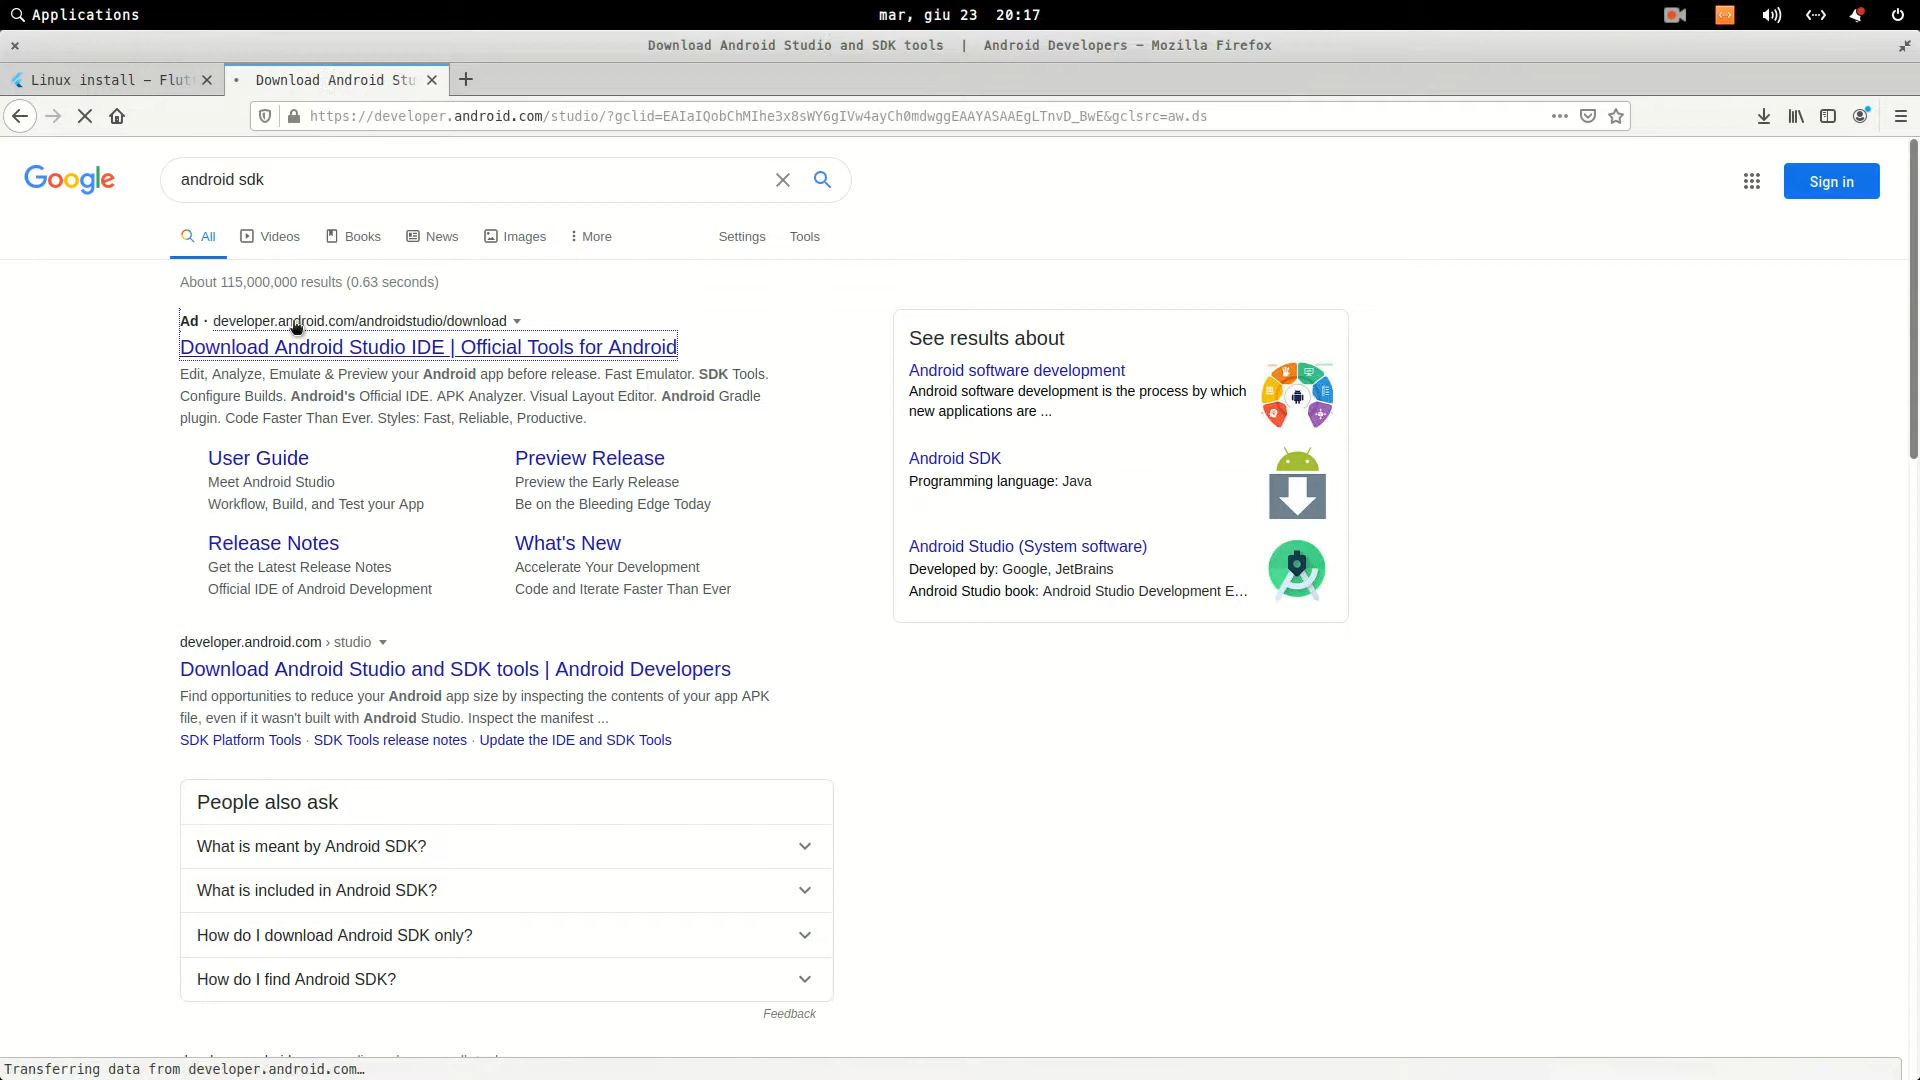 Applications
mar, giu 23 20:17
Download Android Studio and SDK tools | Android Developers – Mozilla Firefox
Linux install – Flut
Download Android Stu
https://developer.android.com/studio/?gclid=EAIaIQobChMIhe3x8sWY6gIVw4ayCh0mdwggEAAYASAAEgLTnvD_BwE&gclsrc=aw.ds
Google
android sdk
Sign in
All
Videos
Books
News
Images
More
Settings
Tools
About 115,000,000 results (0.63 seconds)
Ad · developer.android.com/androidstudio/download
Download Android Studio IDE | Official Tools for Android
Edit, Analyze, Emulate & Preview your Android app before release. Fast Emulator. SDK Tools.
Configure Builds. Android's Official IDE. APK Analyzer. Visual Layout Editor. Android Gradle
plugin. Code Faster Than Ever. Styles: Fast, Reliable, Productive.
User Guide
Meet Android Studio
Workflow, Build, and Test your App
Preview Release
Preview the Early Release
Be on the Bleeding Edge Today
Release Notes
Get the Latest Release Notes
Official IDE of Android Development
What's New
Accelerate Your Development
Code and Iterate Faster Than Ever
developer.android.com › studio
Download Android Studio and SDK tools | Android Developers
Find opportunities to reduce your Android app size by inspecting the contents of your app APK
file, even if it wasn't built with Android Studio. Inspect the manifest ...
SDK Platform Tools · SDK Tools release notes · Update the IDE and SDK Tools
People also ask
What is meant by Android SDK?
What is included in Android SDK?
How do I download Android SDK only?
How do I find Android SDK?
Feedback
See results about
Android software development
Android software development is the process by which
new applications are ...
Android SDK
Programming language: Java
Android Studio (System software)
Developed by: Google, JetBrains
Android Studio book: Android Studio Development E…
Transferring data from developer.android.com…